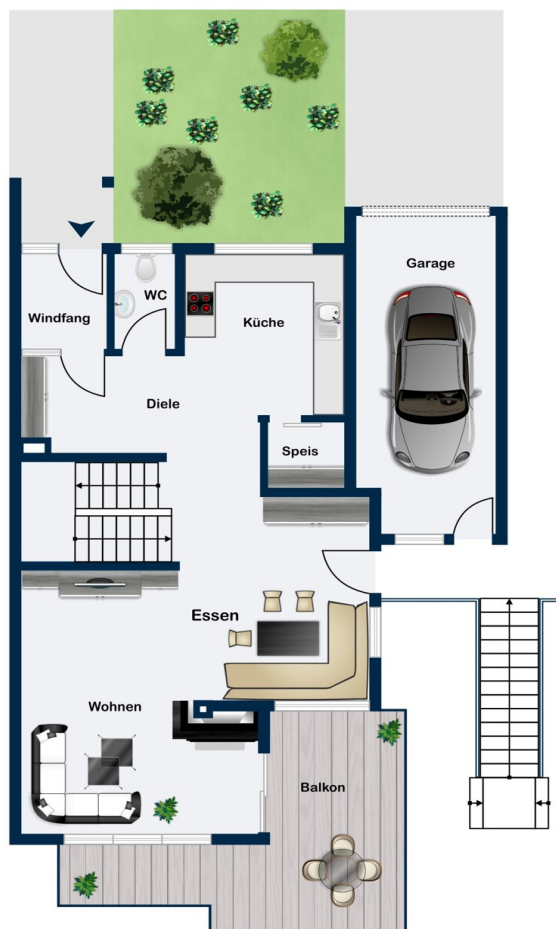 Garage
WC
Windfang
Küche
Diele
Speis
Essen
Wohnen
Balkon